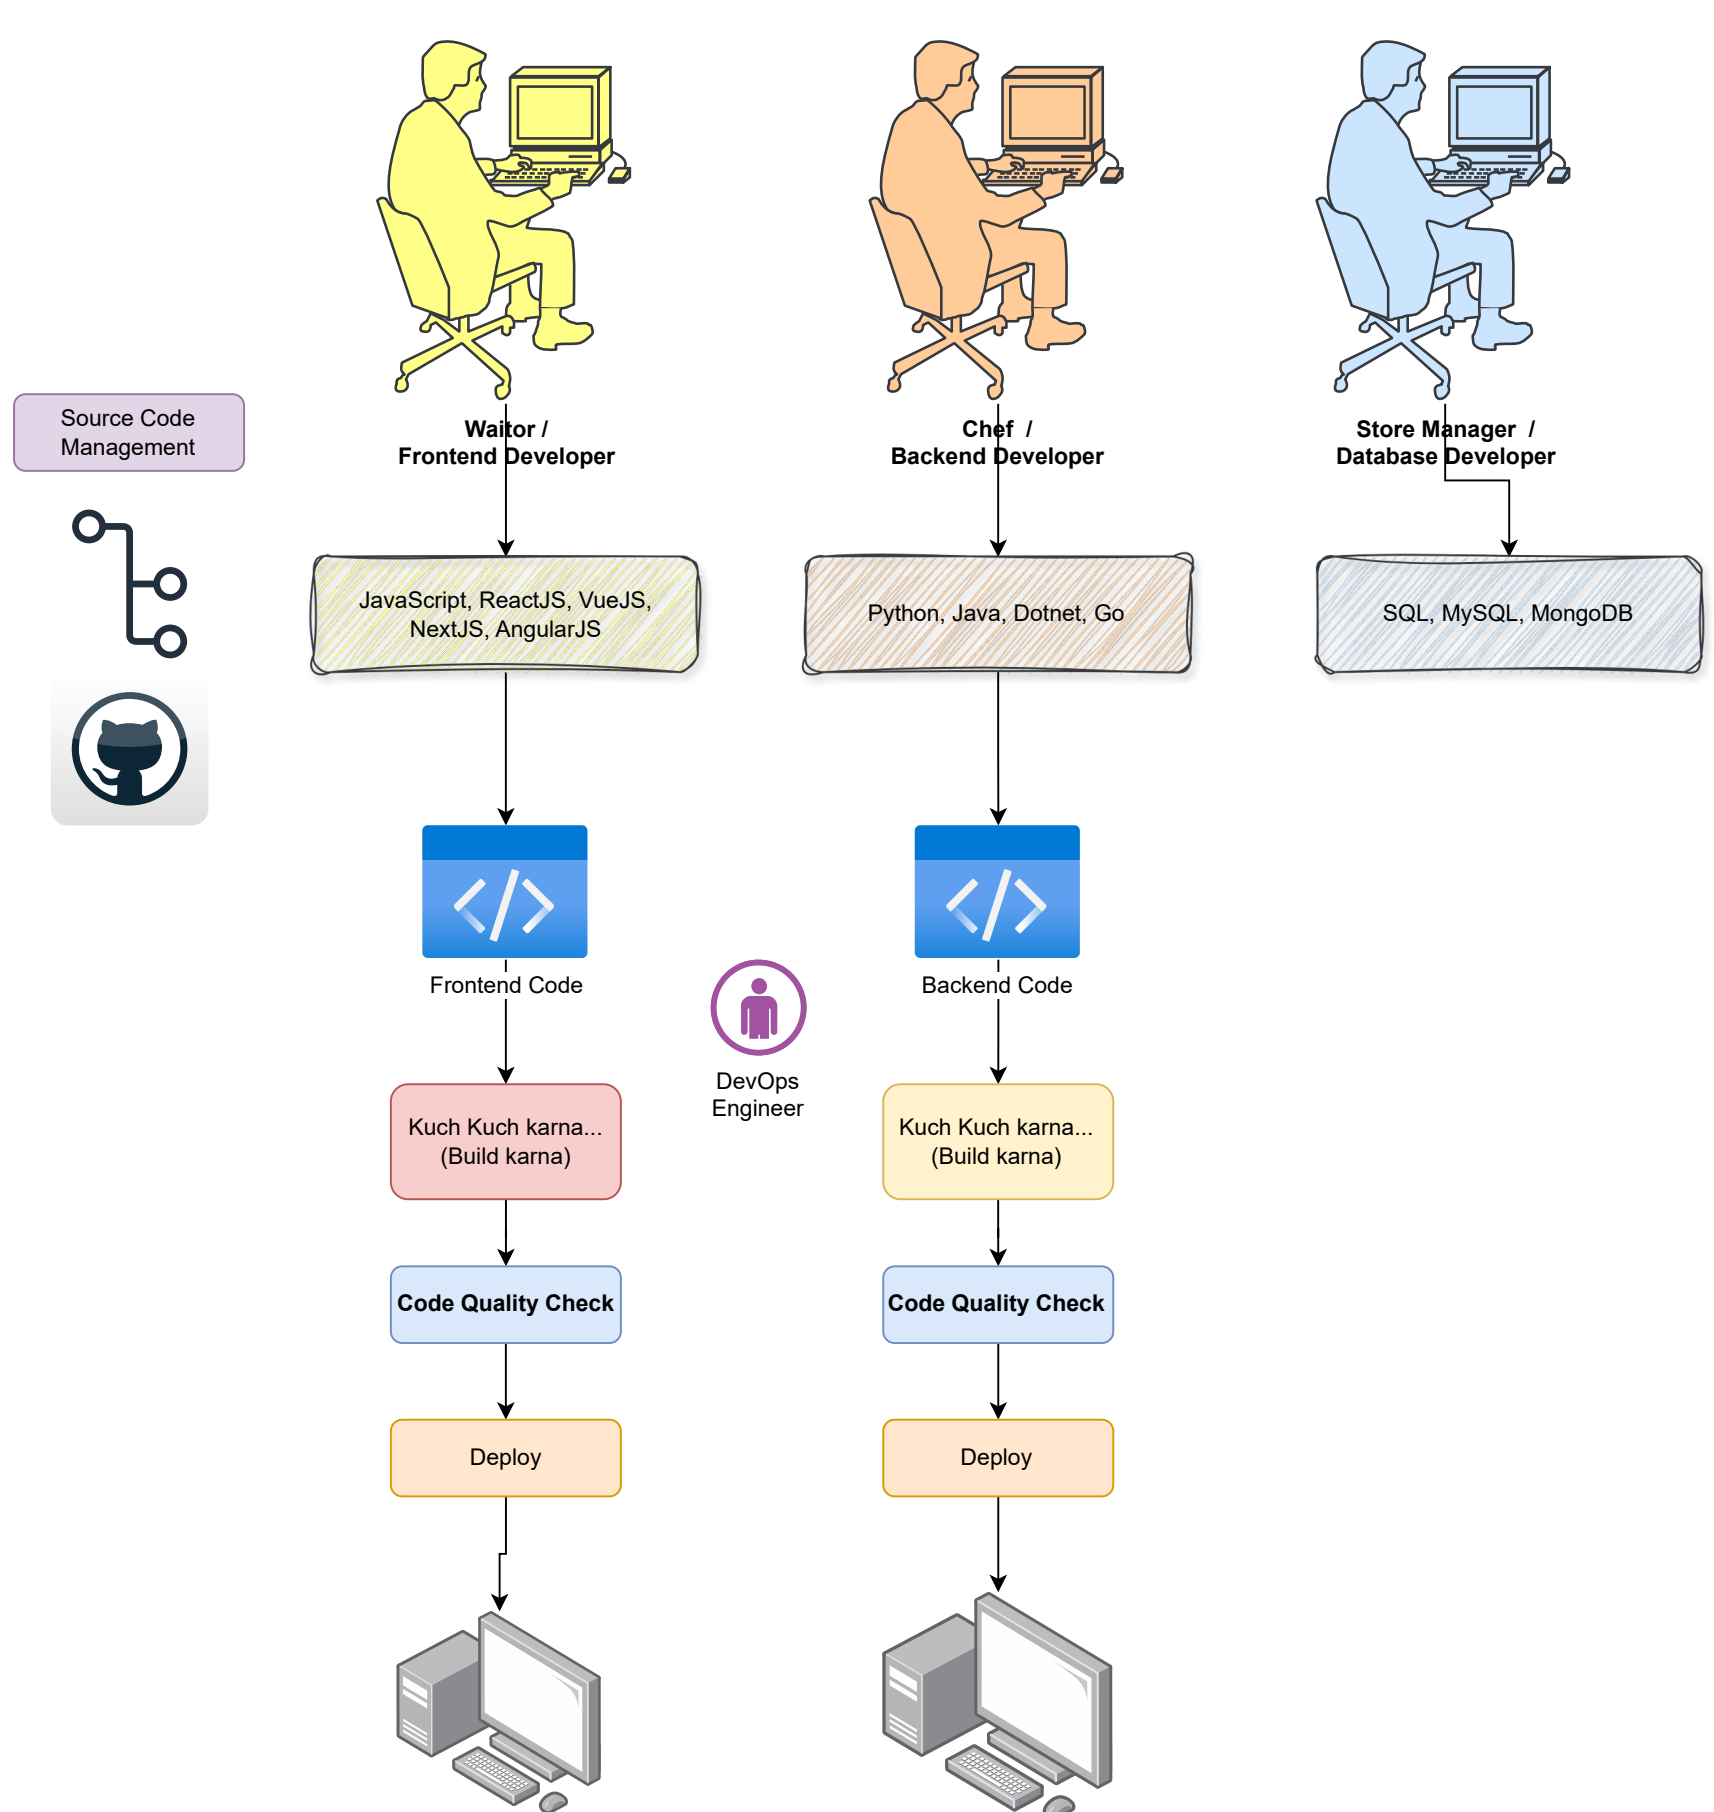 Source Code
Management
Waitor /
Frontend Developer
Chef  /
Backend Developer
Store Manager  /
Database Developer
JavaScript, ReactJS, VueJS,
NextJS, AngularJS
Python, Java, Dotnet, Go
SQL, MySQL, MongoDB
Frontend Code
Backend Code
DevOps
Engineer
Kuch Kuch karna...
(Build karna)
Kuch Kuch karna...
(Build karna)
Code Quality Check
Code Quality Check
Deploy
Deploy